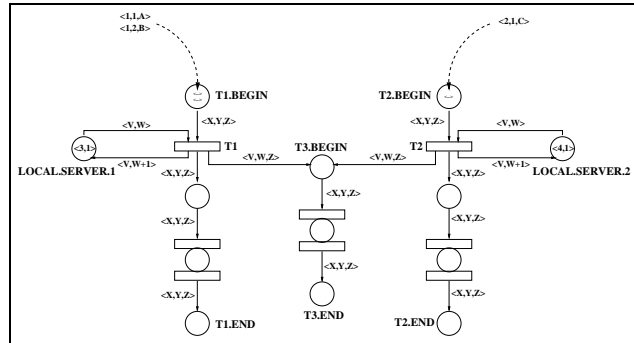 <1,1,A>
<1,2,B>
<2,1,C>
T1.BEGIN
T2.BEGIN
<X,Y,Z>
<X,Y,Z>
<V,W>
<V,W>
<3,1>
T1
T3.BEGIN
T2
<4,1>
<V,W+1>
<V,W,Z>
<V,W,Z>
<V,W+1>
LOCAL.SERVER.1
<X,Y,Z>
<X,Y,Z>
LOCAL.SERVER.2
<X,Y,Z>
<X,Y,Z>
<X,Y,Z>
<X,Y,Z>
<X,Y,Z>
<X,Y,Z>
T3.END
T1.END
T2.END